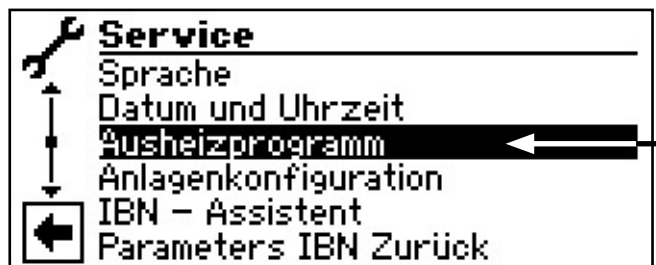 Service
Sprache
Datum und Uhrzeit
Ausheizprogramm
Anlagenkonfiguration
IBN – Assistent
Parameters IBN Zurück